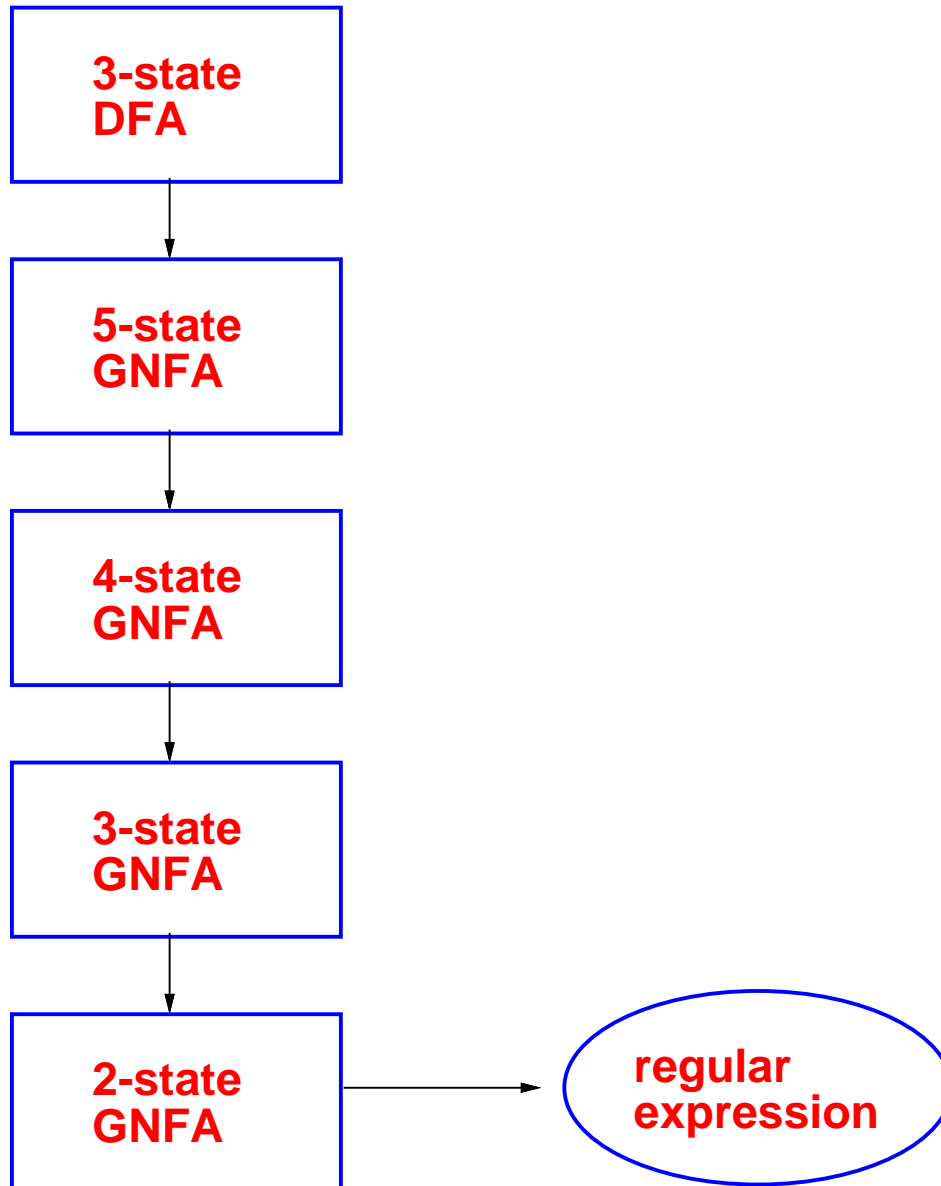 3-state
DFA
5-state
GNFA
4-state
GNFA
3-state
GNFA
2-state
GNFA
regular
expression